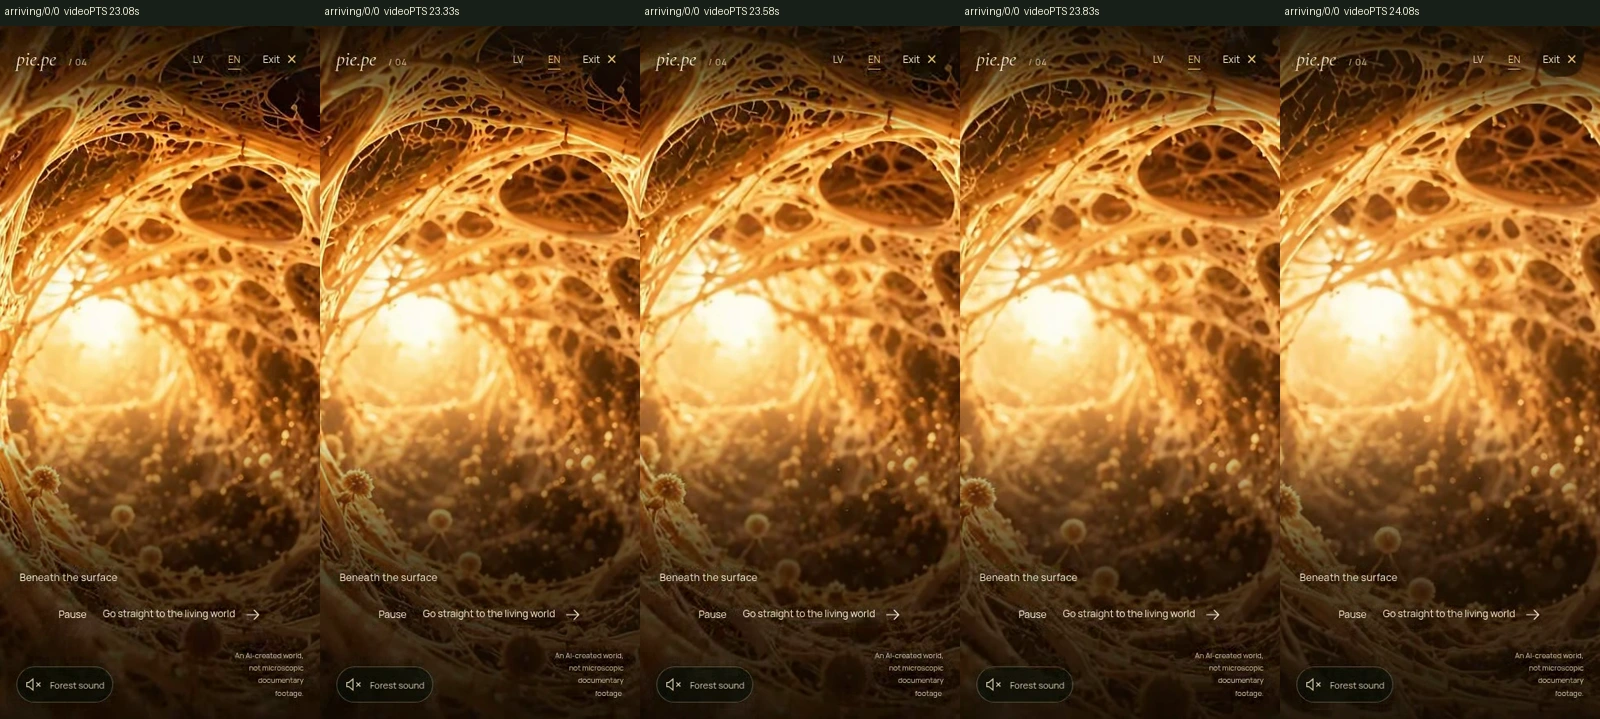 arriving/0/0 videoPTS 23.08s
pie.pe / 04 LV EN Exit ×
Beneath the surface
Pause Go straight to the living world →
An AI-created world,
not microscopic
documentary
footage.
Forest sound
arriving/0/0 videoPTS 23.33s
pie.pe / 04 LV EN Exit ×
Beneath the surface
Pause Go straight to the living world →
An AI-created world,
not microscopic
documentary
footage.
Forest sound
arriving/0/0 videoPTS 23.58s
pie.pe / 04 LV EN Exit ×
Beneath the surface
Pause Go straight to the living world →
An AI-created world,
not microscopic
documentary
footage.
Forest sound
arriving/0/0 videoPTS 23.83s
pie.pe / 04 LV EN Exit ×
Beneath the surface
Pause Go straight to the living world →
An AI-created world,
not microscopic
documentary
footage.
Forest sound
arriving/0/0 videoPTS 24.08s
pie.pe / 04 LV EN Exit ×
Beneath the surface
Pause Go straight to the living world →
An AI-created world,
not microscopic
documentary
footage.
Forest sound